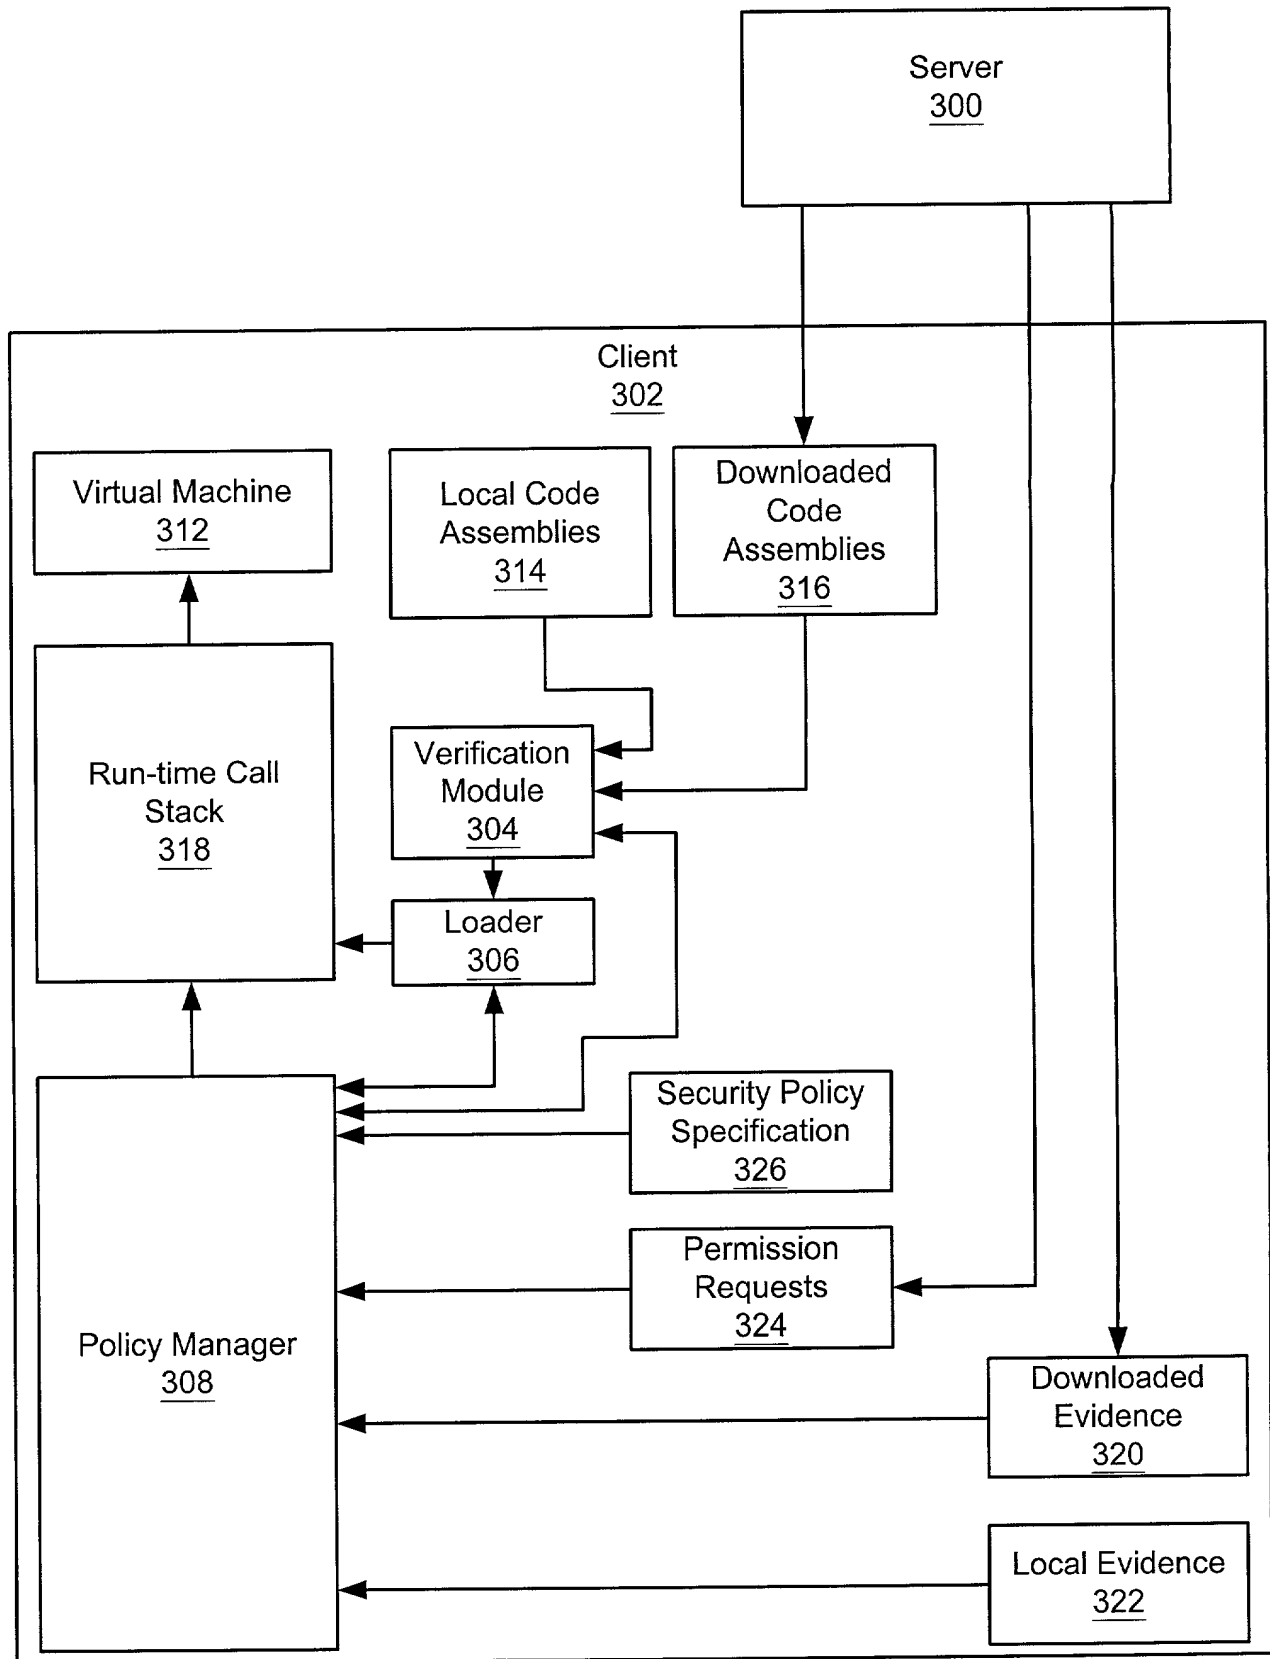 Server
300
Client
302
Virtual Machine
312
Local Code
Assemblies
314
Downloaded
Code
Assemblies
316
Run-time Call
Stack
318
Verification
Module
304
Loader
306
Security Policy
Specification
326
Permission
Requests
324
Policy Manager
308
Downloaded
Evidence
320
Local Evidence
322